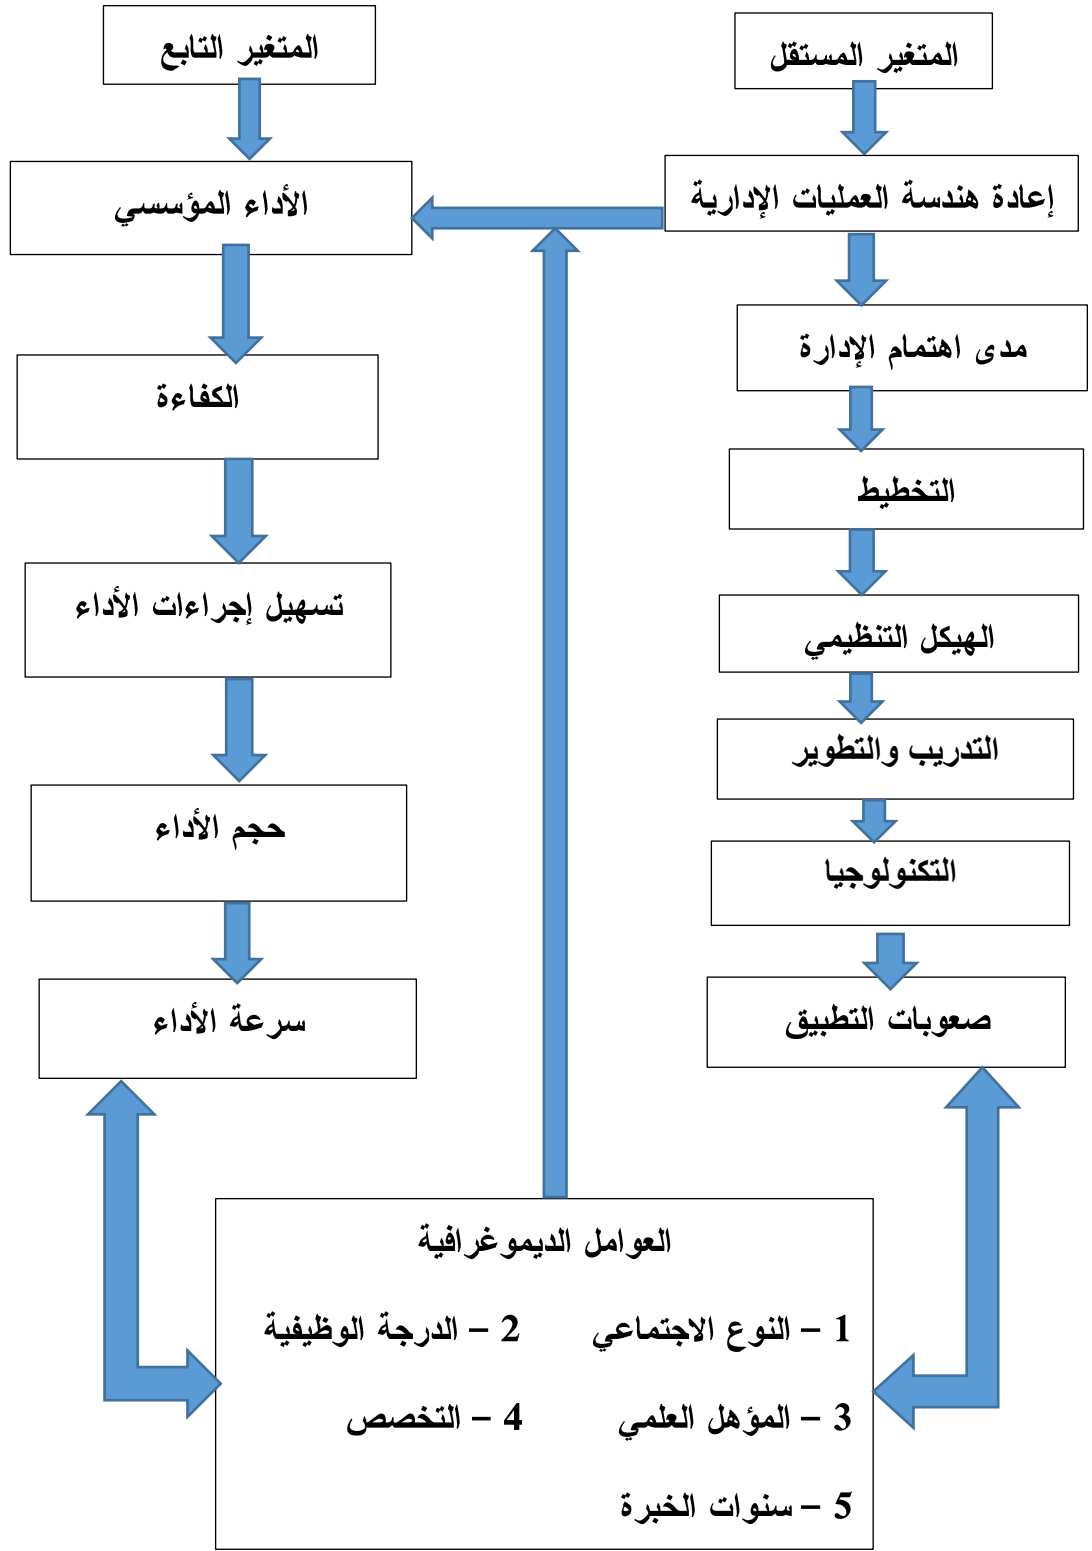 المتغير المستقل
المتغير التابع
إعادة هندسة العمليات الإدارية
الأداء المؤسسي
مدى اهتمام الإدارة
الكفاءة
التخطيط
تسهيل إجراءات الأداء
الهيكل التنظيمي
التدريب والتطوير
حجم الأداء
التكنولوجيا
صعوبات التطبيق
سرعة الأداء
العوامل الديموغرافية
1 – النوع الاجتماعي 2 – الدرجة الوظيفية
3 – المؤهل العلمي 4 – التخصص
5 – سنوات الخبرة